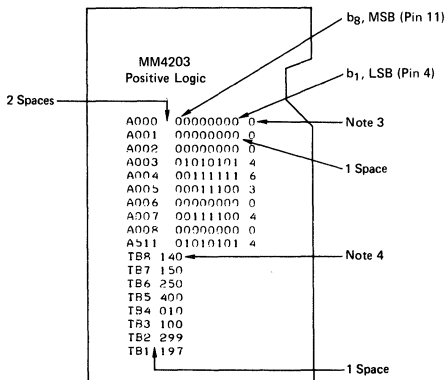 b8, MSB (Pin 11)
MM4203
Positive Logic
b1, LSB (Pin 4)
2 Spaces
A000 00000000 0
Note 3
A001 00000000 0
A002 00000000 0
1 Space
A003 01010101 4
A004 00111111 6
A005 00011100 3
A006 00000000 0
A007 00111100 4
A008 00000000 0
A511 01010101 4
TB8 140
Note 4
TB7 150
TB6 250
TB5 400
TB4 010
TB3 100
TB2 299
TB1 197
1 Space